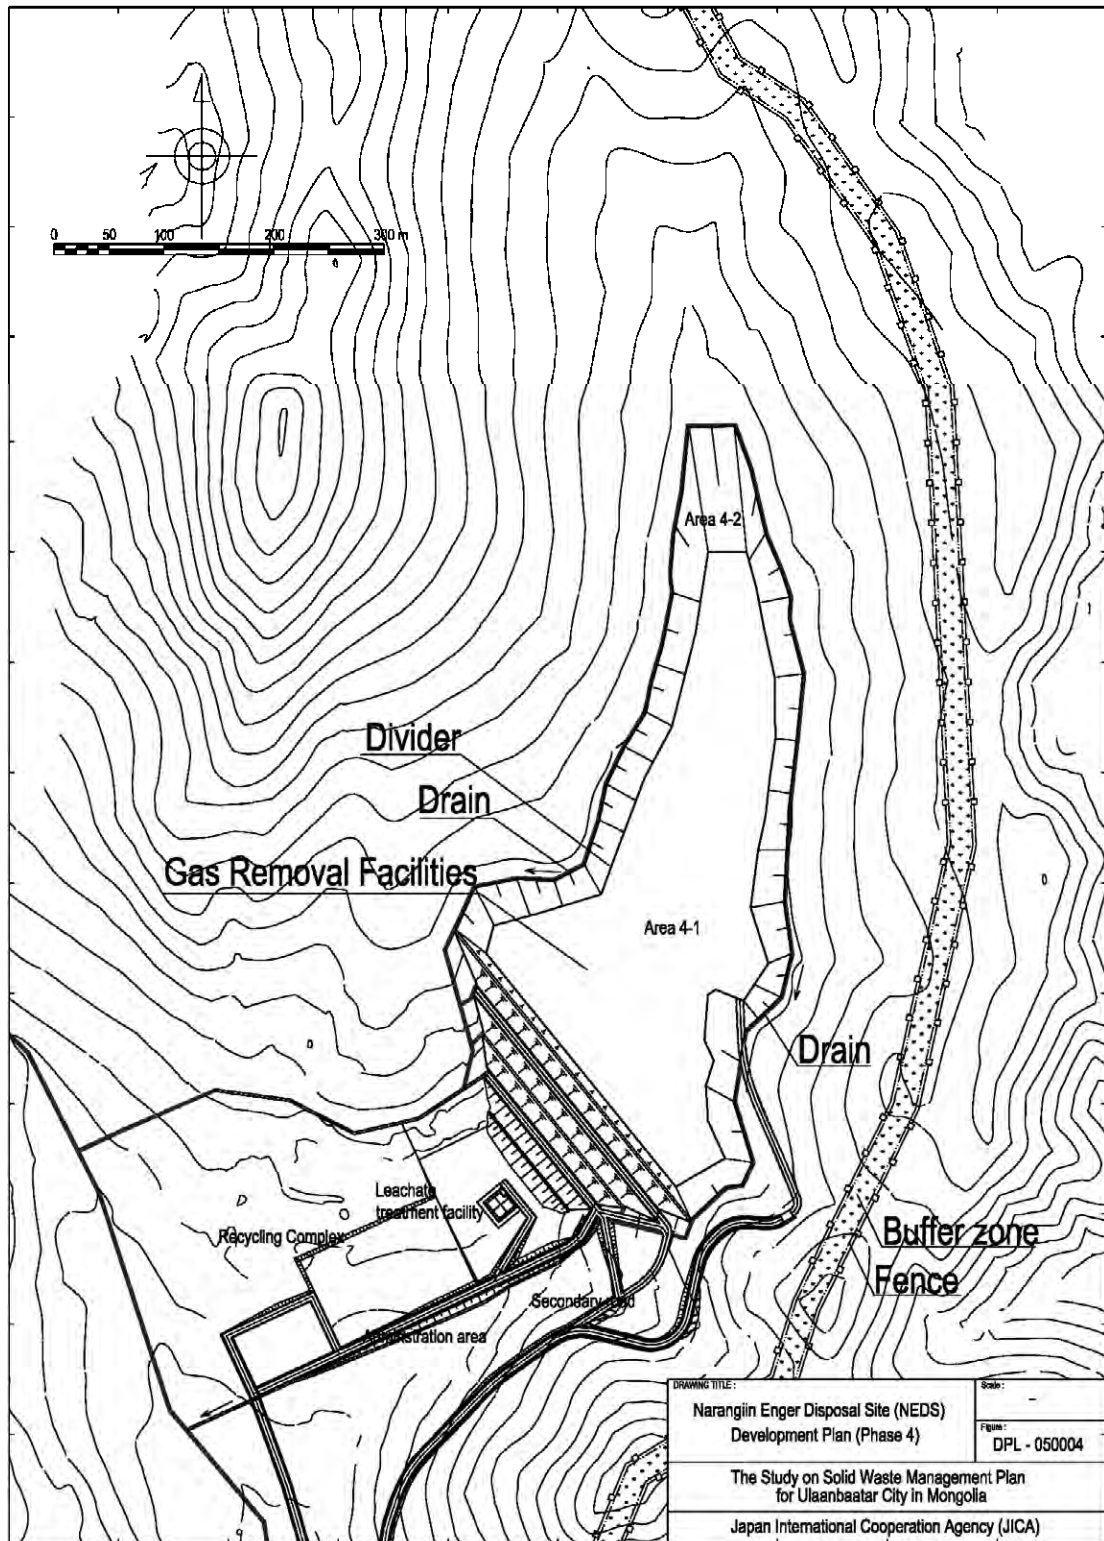 0 50 100 200 300 m
Area 4-2
Divider
Drain
Gas Removal Facilities
Area 4-1
Drain
Leachate
treatment facility
Recycling Complex
Buffer zone
Fence
Secondary road
Administration area
DRAWING TITLE :
Narangiin Enger Disposal Site (NEDS)
Development Plan (Phase 4)
Scale :
-
Figure :
DPL - 050004
The Study on Solid Waste Management Plan
for Ulaanbaatar City in Mongolia
Japan International Cooperation Agency (JICA)